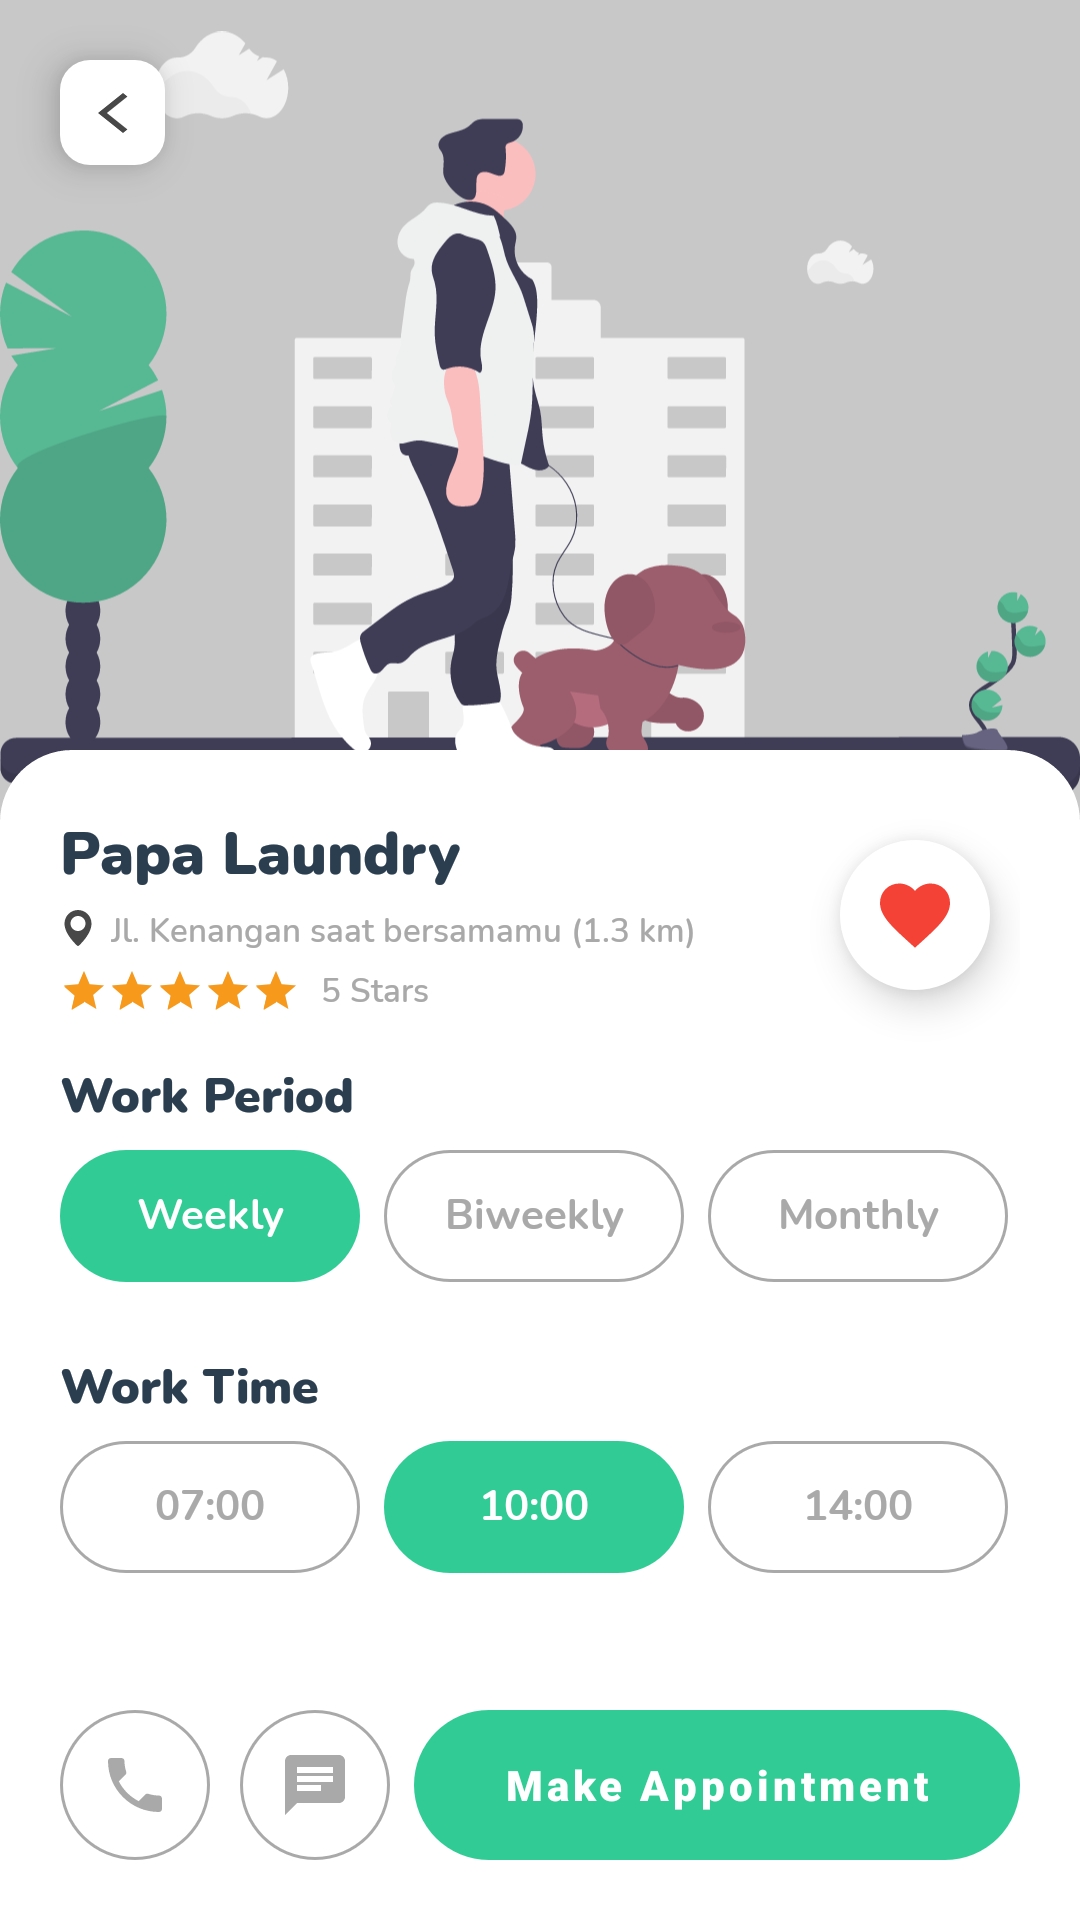 Papa Laundry
Jl. Kenangan saat bersamamu (1.3 km)
5 Stars
Work Period
Weekly Biweekly Monthly
Work Time
07:00 10:00 14:00
Make Appointment